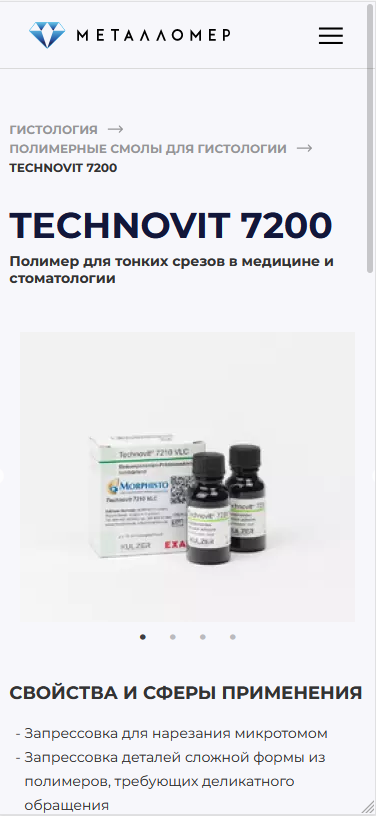 МЕТАЛЛОМЕР
ГИСТОЛОГИЯ
ПОЛИМЕРНЫЕ СМОЛЫ ДЛЯ ГИСТОЛОГИИ
TECHNOVIT 7200
TECHNOVIT 7200
Полимер для тонких срезов в медицине и
стоматологии
Technovit® 7210 VLC
MORPHISTO
Technovit 7210 VLC
KULZER
EXA
KULZER
KULZER
СВОЙСТВА И СФЕРЫ ПРИМЕНЕНИЯ
- Запрессовка для нарезания микротомом
- Запрессовка деталей сложной формы из
полимеров, требующих деликатного
обращения